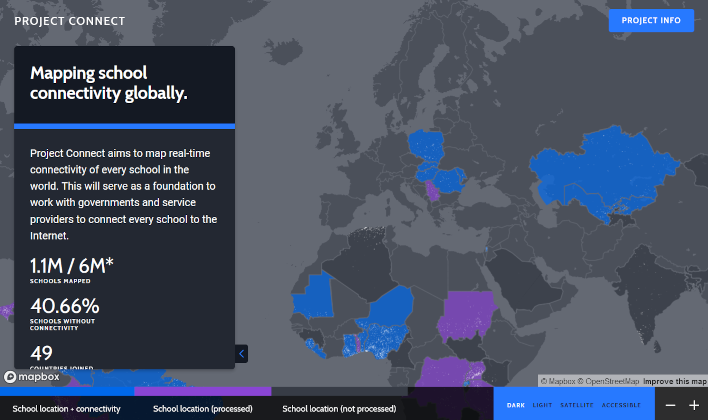 PROJECT CONNECT
PROJECT INFO
Mapping school
connectivity globally.
Project Connect aims to map real-time
connectivity of every school in the
world. This will serve as a foundation to
work with governments and service
providers to connect every school to the
Internet.
1.1M / 6M*
SCHOOLS MAPPED
40.66%
SCHOOLS WITHOUT
CONNECTIVITY
49
COUNTRIES JOINED
mapbox
© Mapbox © OpenStreetMap Improve this map
School location + connectivity
School location (processed)
School location (not processed)
DARK LIGHT SATELLITE ACCESSIBLE